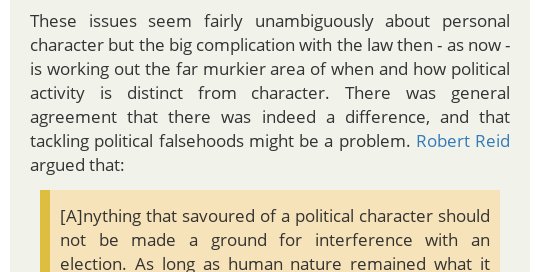 These issues seem fairly unambiguously about personal
character but the big complication with the law then - as now -
is working out the far murkier area of when and how political
activity is distinct from character. There was general
agreement that there was indeed a difference, and that
tackling political falsehoods might be a problem. Robert Reid
argued that:
[A]nything that savoured of a political character should
not be made a ground for interference with an
election. As long as human nature remained what it